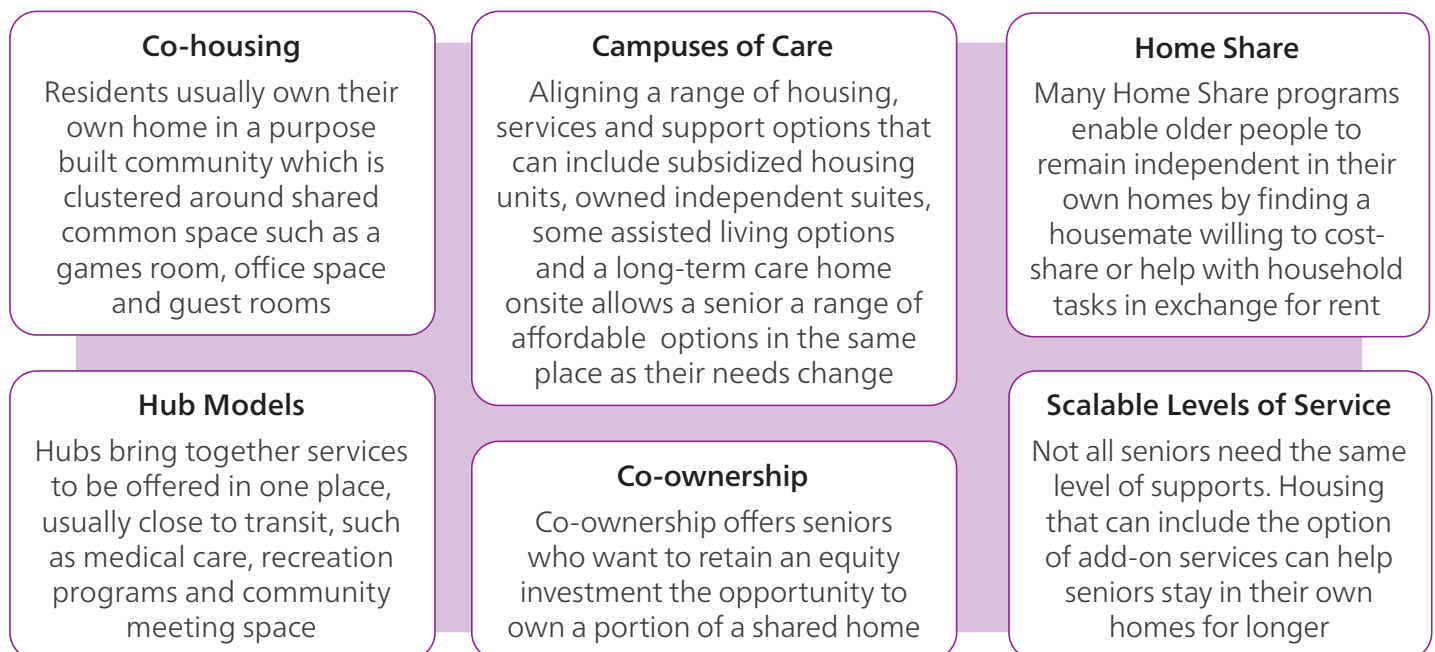 Co-housing
Residents usually own their
own home in a purpose
built community which is
clustered around shared
common space such as a
games room, office space
and guest rooms
Campuses of Care
Aligning a range of housing,
services and support options that
can include subsidized housing
units, owned independent suites,
some assisted living options
and a long-term care home
onsite allows a senior a range of
affordable  options in the same
place as their needs change
Home Share
Many Home Share programs
enable older people to
remain independent in their
own homes by finding a
housemate willing to cost-
share or help with household
tasks in exchange for rent
Hub Models
Hubs bring together services
to be offered in one place,
usually close to transit, such
as medical care, recreation
programs and community
meeting space
Co-ownership
Co-ownership offers seniors
who want to retain an equity
investment the opportunity to
own a portion of a shared home
Scalable Levels of Service
Not all seniors need the same
level of supports. Housing
that can include the option
of add-on services can help
seniors stay in their own
homes for longer